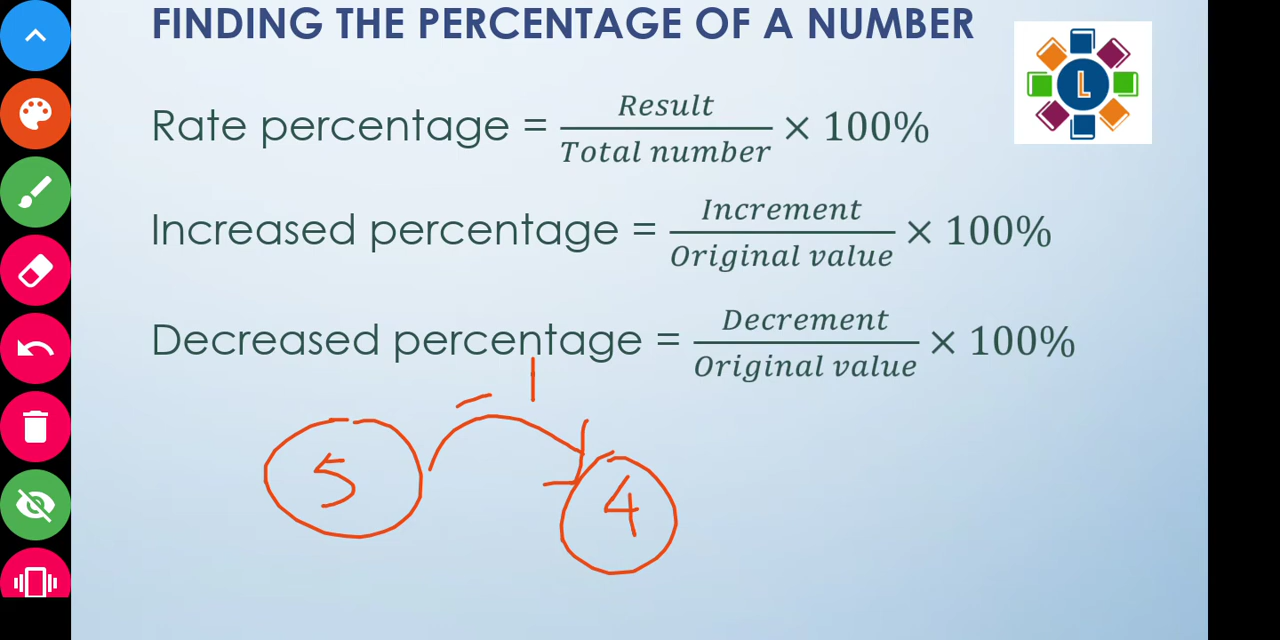 FINDING THE PERCENTAGE OF A NUMBER
L
Rate percentage = Result / Total number × 100%
Increased percentage = Increment / Original value × 100%
Decreased percentage = Decrement / Original value × 100%
− 1
5
4